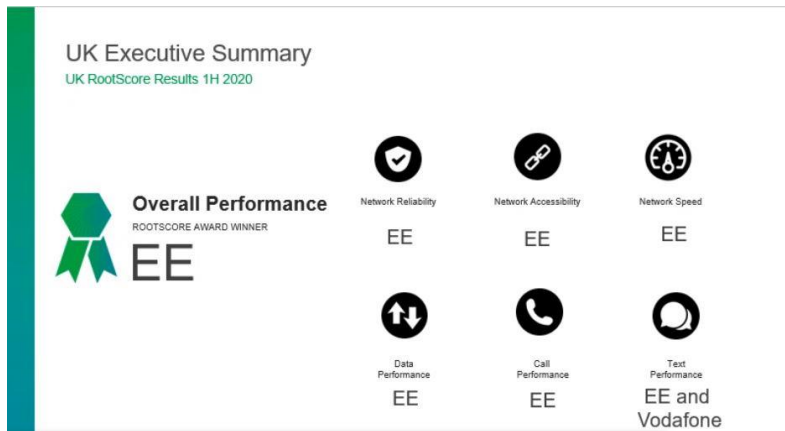 UK Executive Summary
UK RootScore Results 1H 2020
Overall Performance
ROOTSCORE AWARD WINNER
EE
Network Reliability
EE
Network Accessibility
EE
Network Speed
EE
Data
Performance
EE
Call
Performance
EE
Text
Performance
EE and
Vodafone